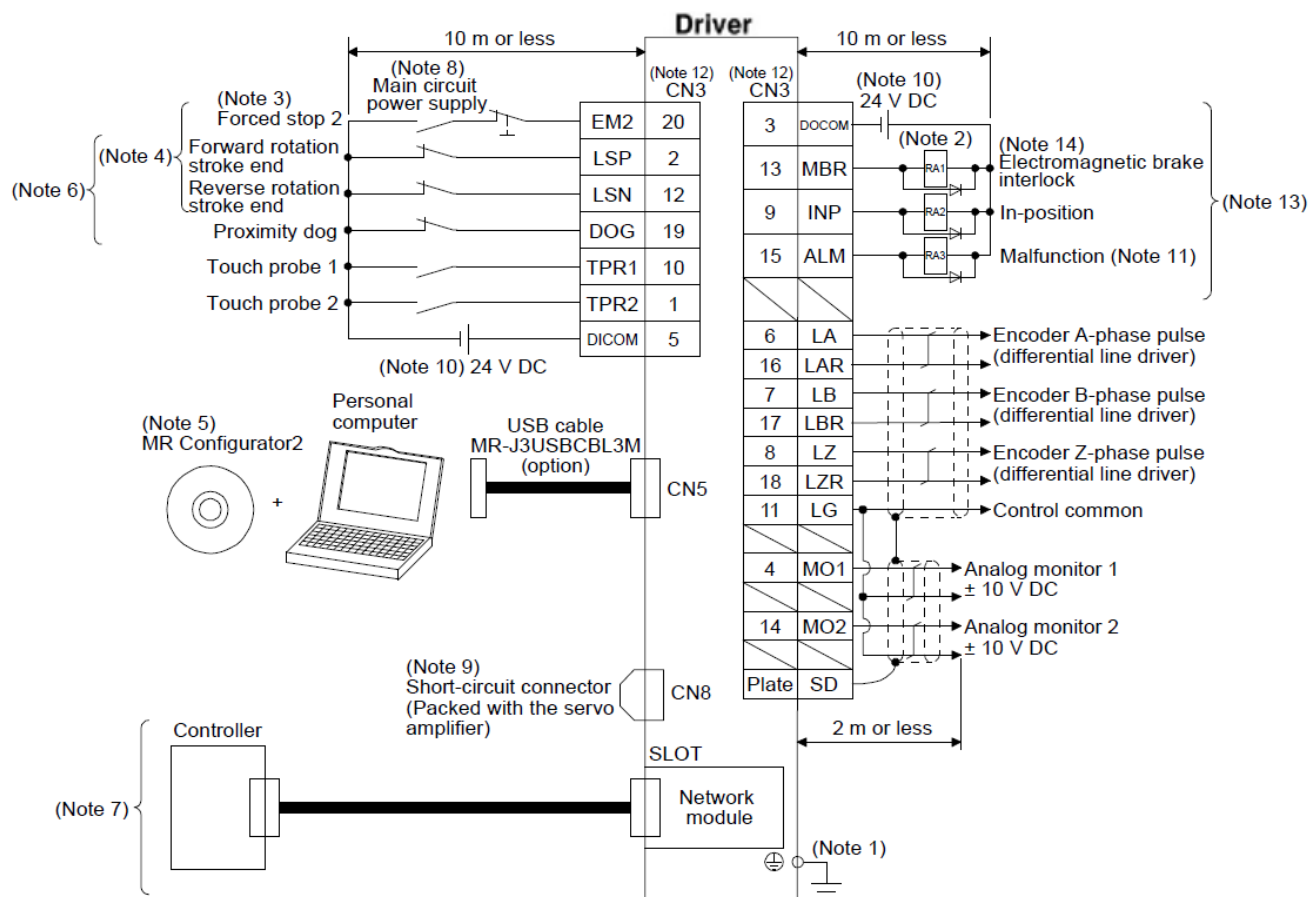 Driver
10 m or less
10 m or less
(Note 12)
CN3
(Note 12)
CN3
(Note 8)
Main circuit
power supply
(Note 10)
24 V DC
(Note 3)
Forced stop 2
EM2 20
(Note 4)
Forward rotation
stroke end
LSP 2
(Note 6)
Reverse rotation
stroke end
LSN 12
Proximity dog
DOG 19
Touch probe 1
TPR1 10
Touch probe 2
TPR2 1
DICOM 5
(Note 10) 24 V DC
3 DOCOM
(Note 2)
(Note 14)
13 MBR
RA1
Electromagnetic brake
interlock
(Note 13)
9 INP
RA2
In-position
15 ALM
RA3
Malfunction (Note 11)
6 LA
Encoder A-phase pulse
(differential line driver)
16 LAR
7 LB
Encoder B-phase pulse
(differential line driver)
17 LBR
8 LZ
Encoder Z-phase pulse
(differential line driver)
18 LZR
11 LG
Control common
4 MO1
Analog monitor 1
± 10 V DC
14 MO2
Analog monitor 2
± 10 V DC
Plate SD
2 m or less
(Note 5)
MR Configurator2
+
Personal
computer
USB cable
MR-J3USBCBL3M
(option)
CN5
(Note 9)
Short-circuit connector
(Packed with the servo
amplifier)
CN8
(Note 7)
Controller
SLOT
Network
module
(Note 1)